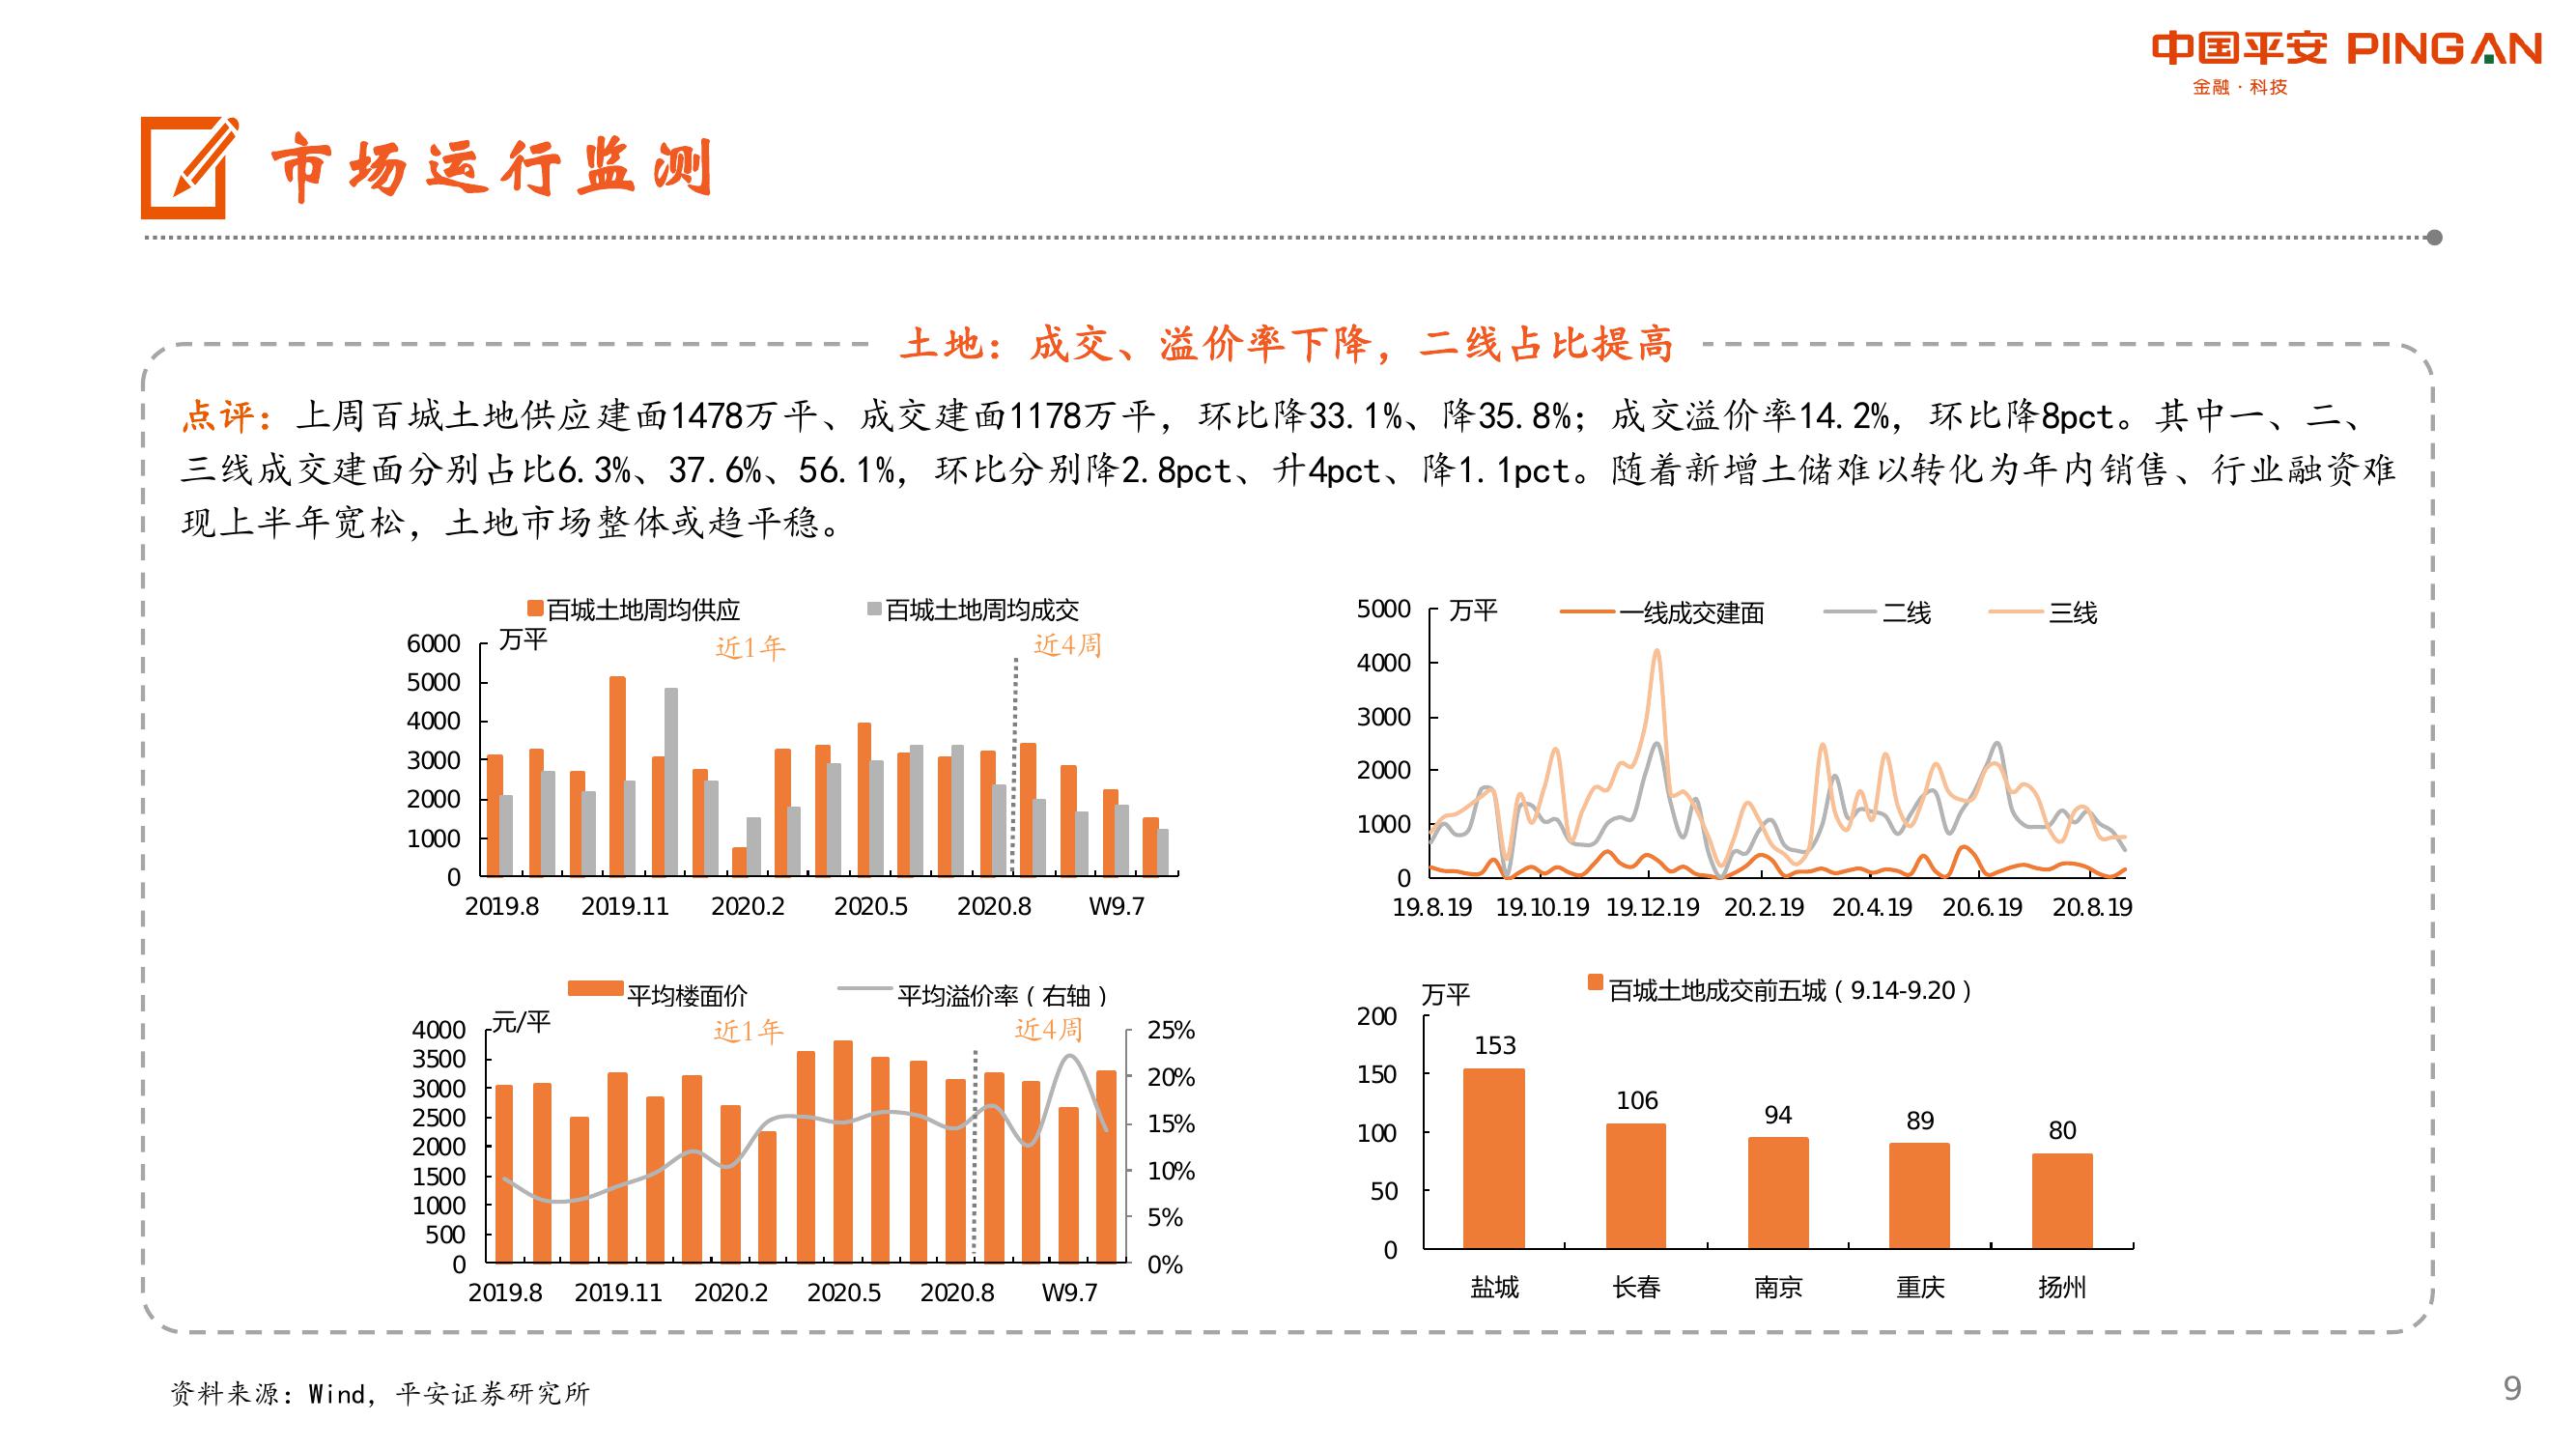 中国平安 PINGAN
金融·科技
市场运行监测
土地：成交、溢价率下降，二线占比提高
点评：上周百城土地供应建面1478万平、成交建面1178万平，环比降33.1%、降35.8%；成交溢价率14.2%，环比降8pct。其中一、二、
三线成交建面分别占比6.3%、37.6%、56.1%，环比分别降2.8pct、升4pct、降1.1pct。随着新增土储难以转化为年内销售、行业融资难
现上半年宽松，土地市场整体或趋平稳。
百城土地周均供应 百城土地周均成交
万平 近1年 近4周
6000
5000
4000
3000
2000
1000
0
2019.8 2019.11 2020.2 2020.5 2020.8 W9.7
万平 一线成交建面 二线 三线
5000
4000
3000
2000
1000
0
19.8.19 19.10.19 19.12.19 20.2.19 20.4.19 20.6.19 20.8.19
平均楼面价 平均溢价率（右轴）
元/平 近1年 近4周
4000
3500
3000
2500
2000
1500
1000
500
0
25%
20%
15%
10%
5%
0%
2019.8 2019.11 2020.2 2020.5 2020.8 W9.7
万平 百城土地成交前五城（9.14-9.20）
200
150
100
50
0
153 106 94 89 80
盐城 长春 南京 重庆 扬州
资料来源：Wind，平安证券研究所
9